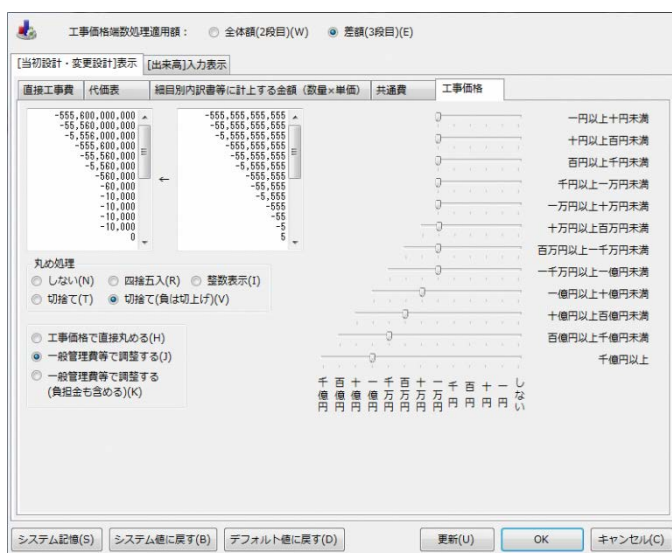 工事価格端数処理適用額： 全体額(2段目)(W) 差額(3段目)(E)
[当初設計・変更設計]表示 [出来高]入力表示
直接工事費 代価表 細目別内訳書等に計上する金額（数量×単価） 共通費 工事価格
-555,600,000,000
-55,560,000,000
-5,556,000,000
-555,600,000
-55,560,000
-5,560,000
-560,000
-60,000
-10,000
-10,000
-10,000
-10,000
0
←
-555,555,555,555
-55,555,555,555
-5,555,555,555
-555,555,555
-55,555,555
-5,555,555
-555,555
-55,555
-5,555
-555
-55
-5
5
一円以上十円未満
十円以上百円未満
百円以上千円未満
千円以上一万円未満
一万円以上十万円未満
十万円以上百万円未満
百万円以上一千万円未満
一千万円以上一億円未満
一億円以上十億円未満
十億円以上百億円未満
百億円以上千億円未満
千億円以上
丸め処理
しない(N) 四捨五入(R) 整数表示(I)
切捨て(T) 切捨て(負は切上げ)(V)
工事価格で直接丸める(H)
一般管理費等で調整する(J)
一般管理費等で調整する
(負担金も含める)(K)
千億円 百億円 十億円 一億円 千万円 百万円 十万円 一万円 千円 百円 十円 一円 しない
システム記憶(S) システム値に戻す(B) デフォルト値に戻す(D) 更新(U) OK キャンセル(C)